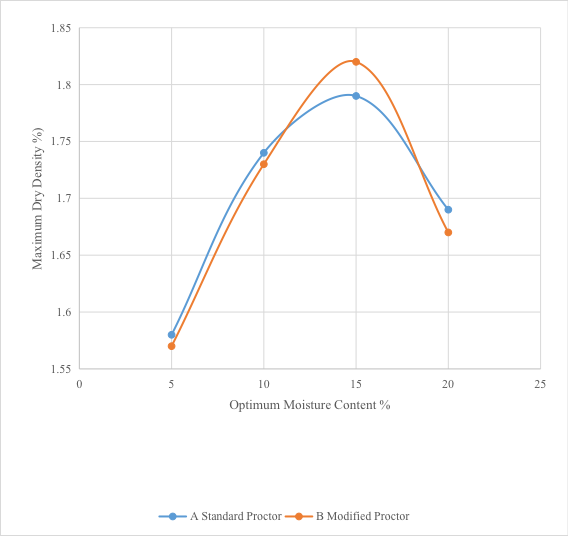 1.85
1.8
1.75
1.7
1.65
1.6
1.55
Maximum Dry Density %)
0 5 10 15 20 25
Optimum Moisture Content %
A Standard Proctor B Modified Proctor